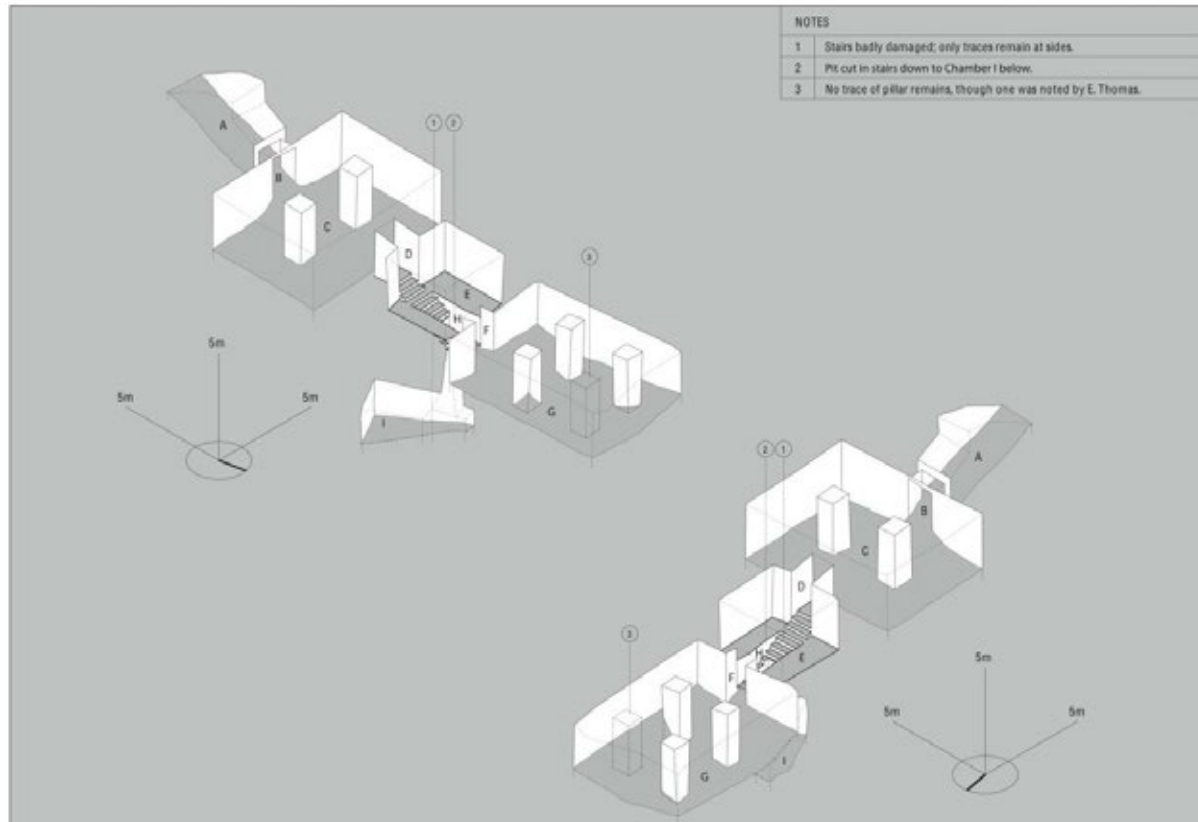 NOTES
1 Stairs badly damaged; only traces remain at sides.
2 Pit cut in stairs down to Chamber I below.
3 No trace of pillar remains, though one was noted by E. Thomas.
A
B
C
1 2
D
E
H
F
3
G
I
5m
5m 5m
A
B
C
2 1
D
H
E
F
3
G
I
5m
5m 5m